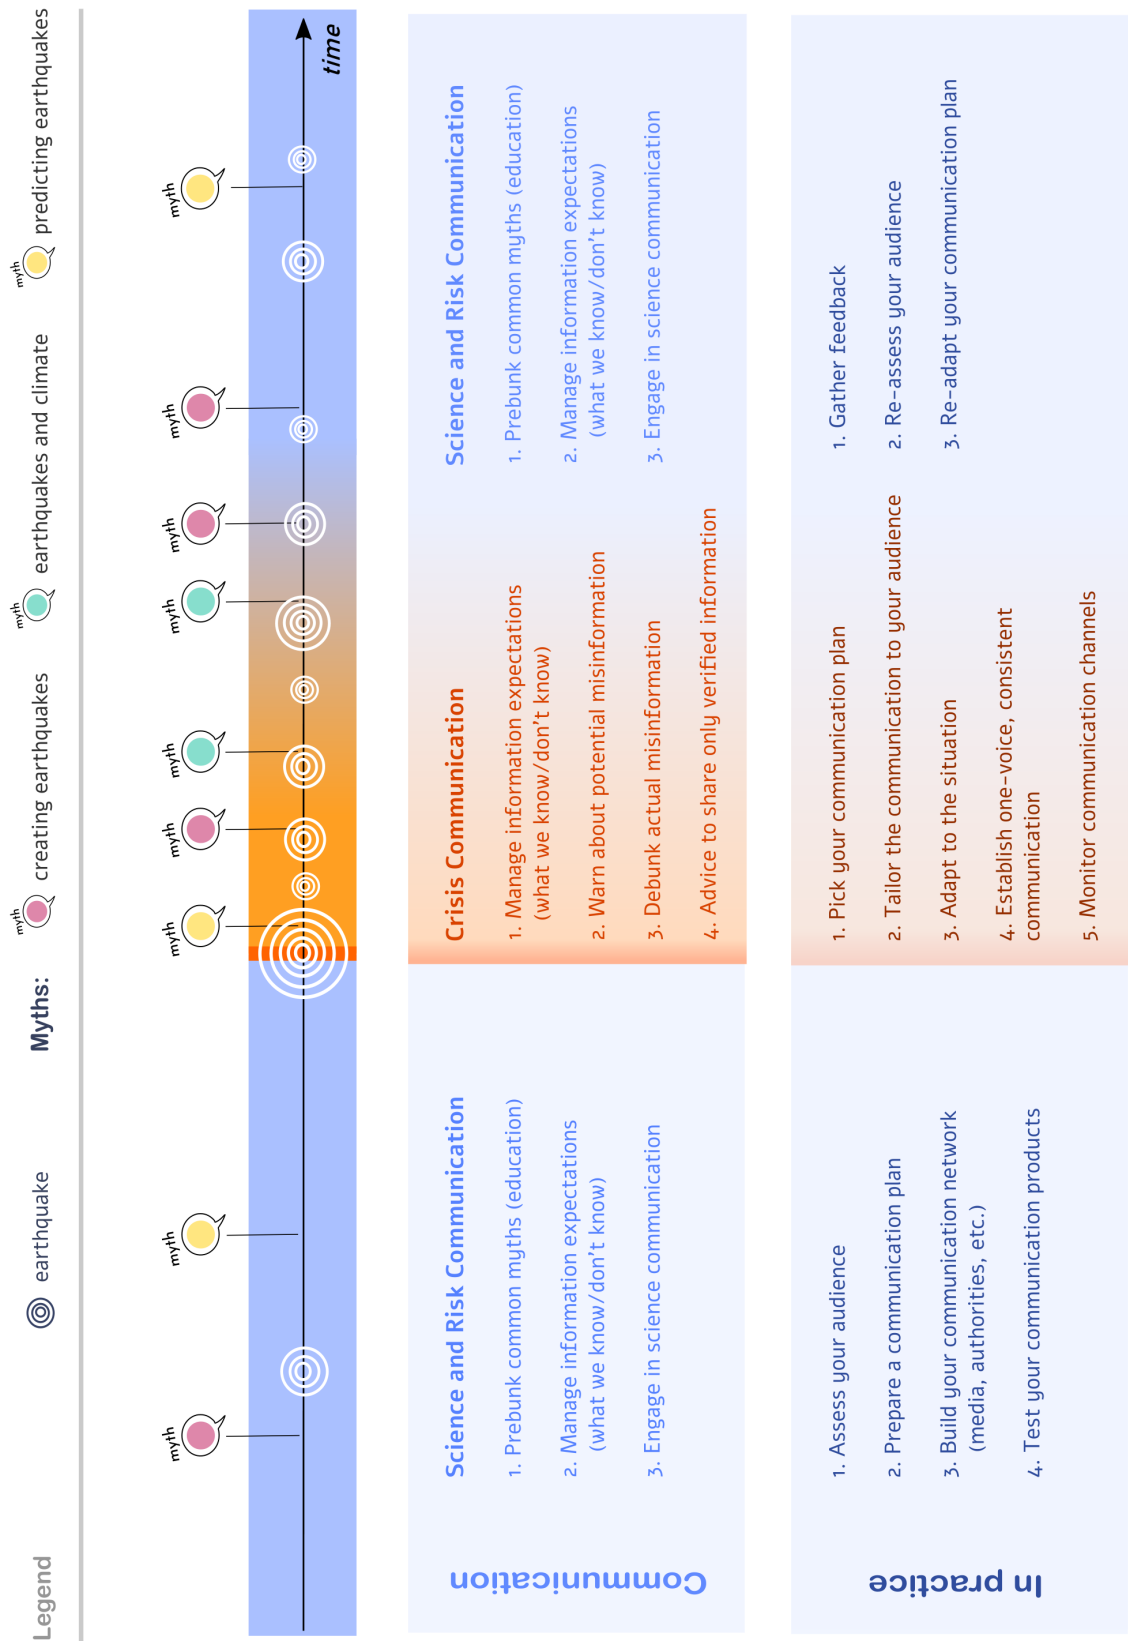 Legend
earthquake
Myths:
myth
creating earthquakes
myth
earthquakes and climate
myth
predicting earthquakes
myth
myth
myth
myth
myth
myth
myth
myth
myth
time
Communication
Science and Risk Communication
1. Prebunk common myths (education)
2. Manage information expectations
(what we know/don't know)
3. Engage in science communication
Crisis Communication
1. Manage information expectations
(what we know/don't know)
2. Warn about potential misinformation
3. Debunk actual misinformation
4. Advice to share only verified information
Science and Risk Communication
1. Prebunk common myths (education)
2. Manage information expectations
(what we know/don't know)
3. Engage in science communication
In practice
1. Assess your audience
2. Prepare a communication plan
3. Build your communication network
(media, authorities, etc.)
4. Test your communication products
1. Pick your communication plan
2. Tailor the communication to your audience
3. Adapt to the situation
4. Establish one-voice, consistent
communication
5. Monitor communication channels
1. Gather feedback
2. Re-assess your audience
3. Re-adapt your communication plan